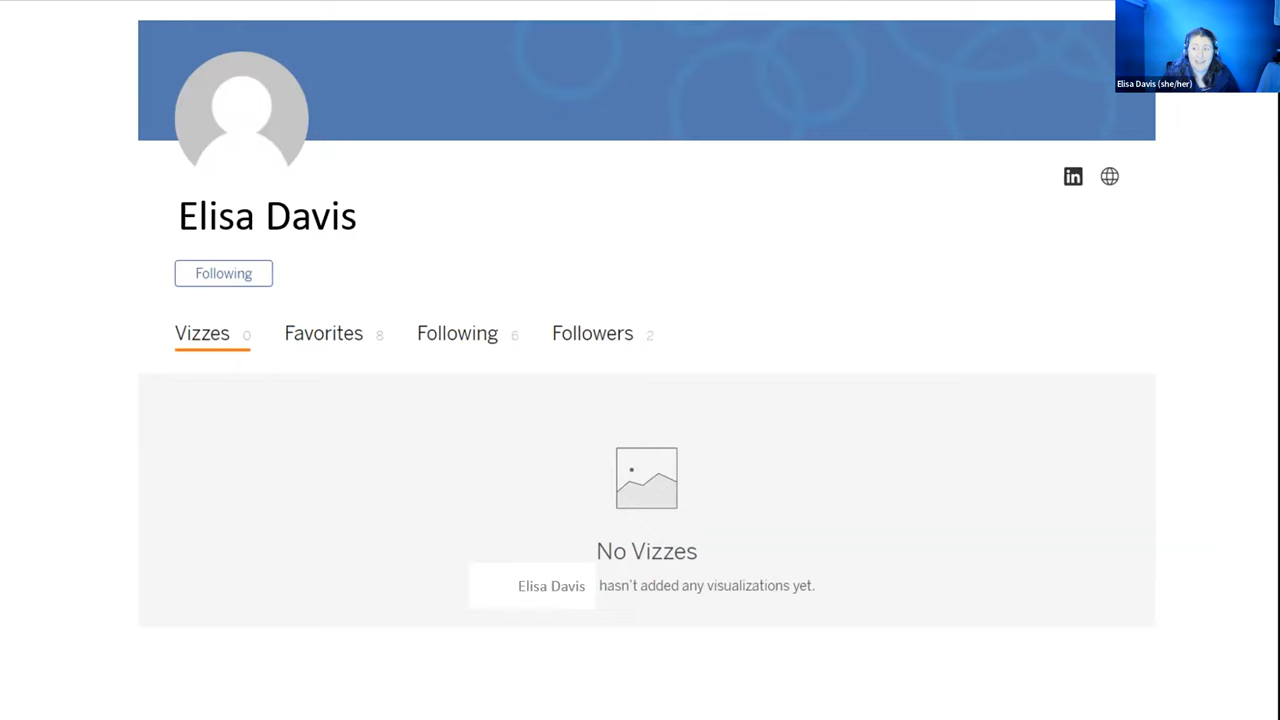 Elisa Davis (she/her)
in
Elisa Davis
Following
Vizzes 0 Favorites 8 Following 6 Followers 2
No Vizzes
Elisa Davis hasn't added any visualizations yet.